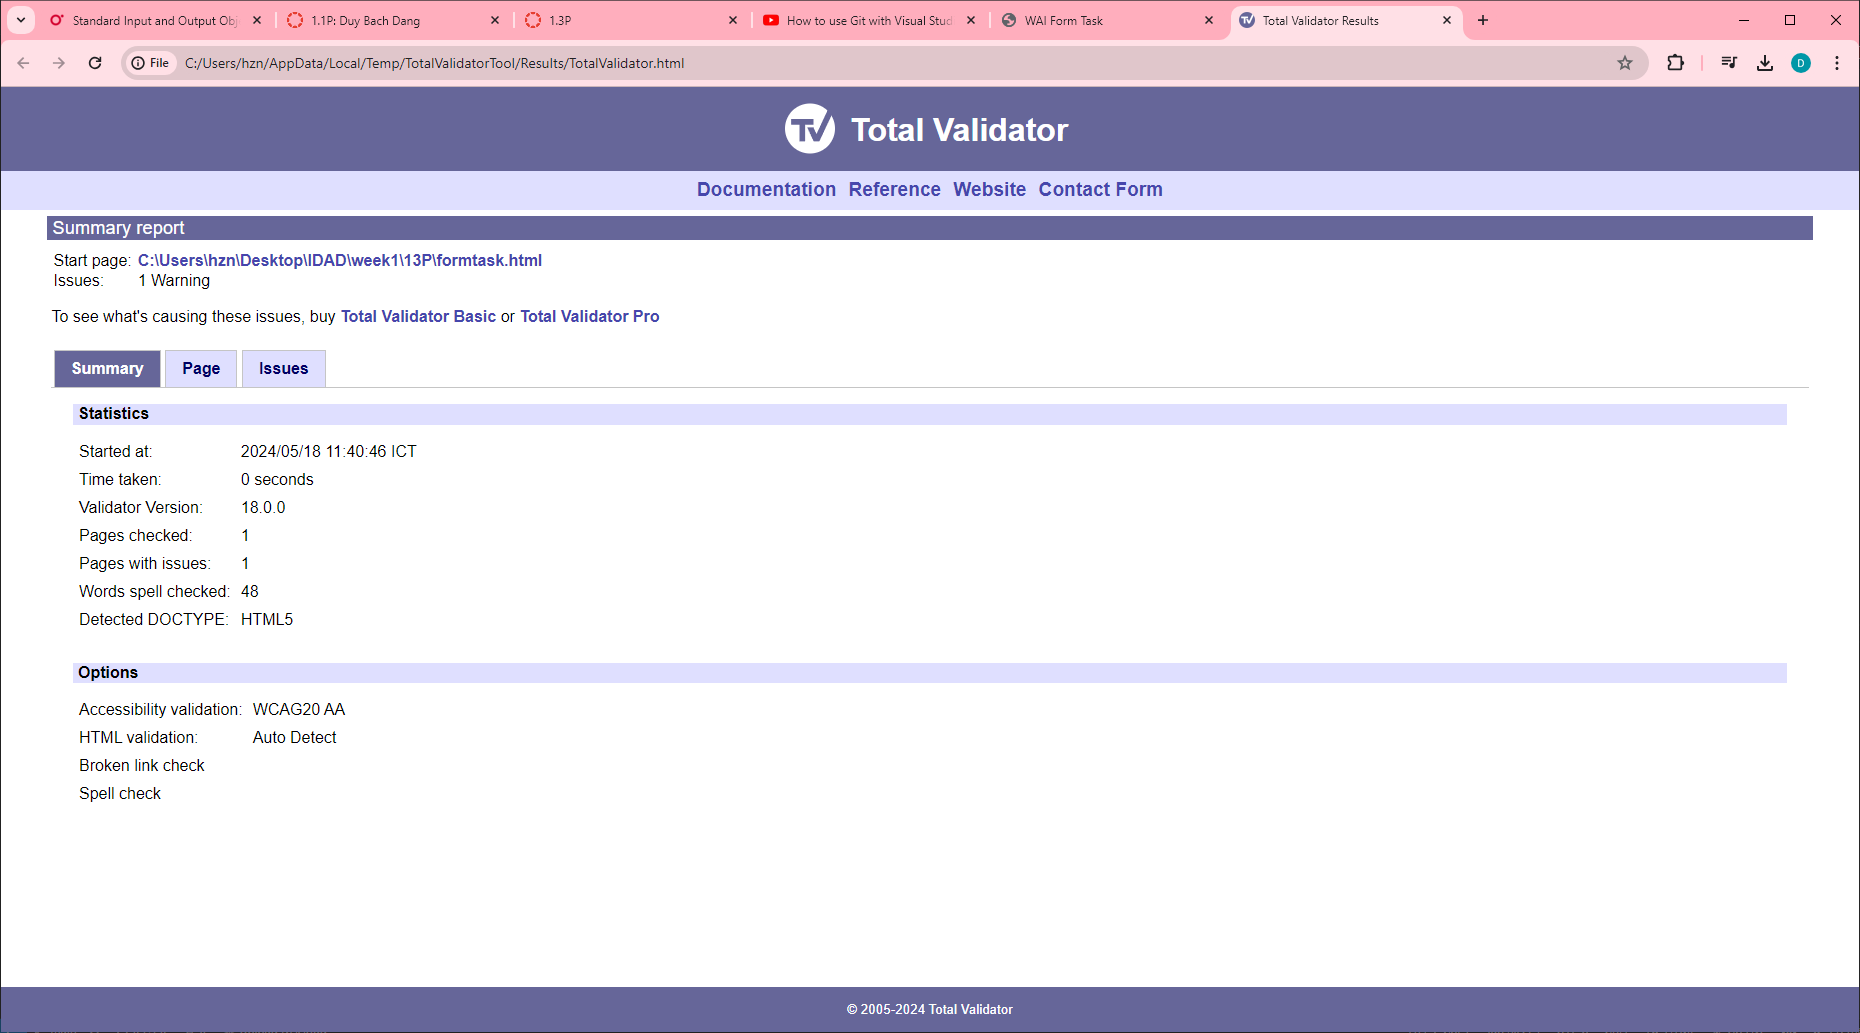 Standard Input and Output Obj
1.1P: Duy Bach Dang
1.3P
How to use Git with Visual Stud
WAI Form Task
TV Total Validator Results
File C:/Users/hzn/AppData/Local/Temp/TotalValidatorTool/Results/TotalValidator.html
D
TV Total Validator
Documentation Reference Website Contact Form
Summary report
Start page: C:\Users\hzn\Desktop\IDAD\week1\13P\formtask.html
Issues: 1 Warning
To see what's causing these issues, buy Total Validator Basic or Total Validator Pro
Summary Page Issues
Statistics
Started at: 2024/05/18 11:40:46 ICT
Time taken: 0 seconds
Validator Version: 18.0.0
Pages checked: 1
Pages with issues: 1
Words spell checked: 48
Detected DOCTYPE: HTML5
Options
Accessibility validation: WCAG20 AA
HTML validation: Auto Detect
Broken link check
Spell check
© 2005-2024 Total Validator